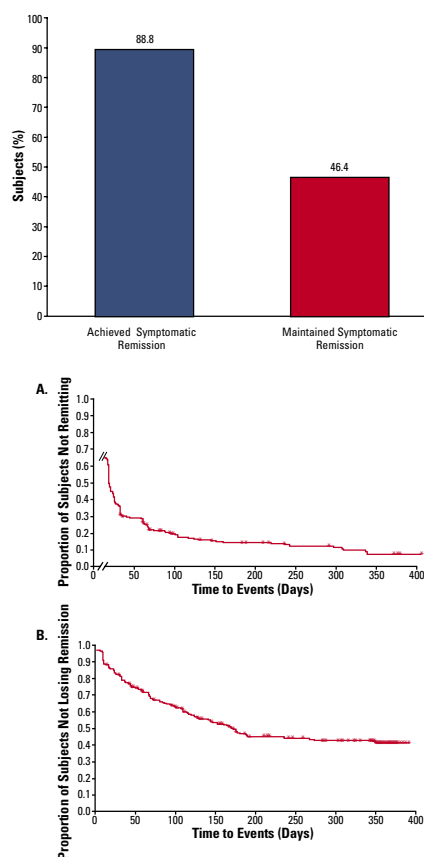 100
90
80
70
60
50
40
30
20
10
0
Subjects (%)
88.8
46.4
Achieved Symptomatic
Remission
Maintained Symptomatic
Remission
A.
Proportion of Subjects Not Remitting
1.0
0.9
0.8
0.7
0.6
0.5
0.4
0.3
0.2
0.1
0.0
0 50 100 150 200 250 300 350 400
Time to Events (Days)
B.
Proportion of Subjects Not Losing Remission
1.0
0.9
0.8
0.7
0.6
0.5
0.4
0.3
0.2
0.1
0.0
0 50 100 150 200 250 300 350 400
Time to Events (Days)